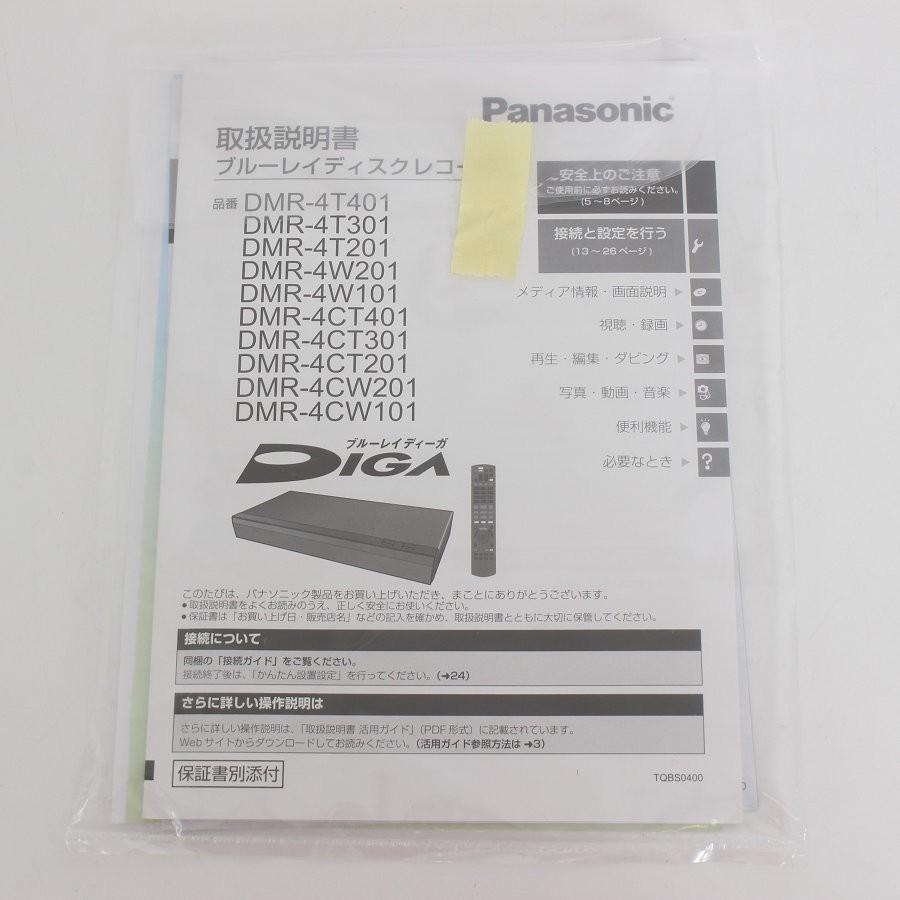 Panasonic
取扱説明書
ブルーレイディスクレコ
品番 DMR-4T401
DMR-4T301
DMR-4T201
DMR-4W201
DMR-4W101
DMR-4CT401
DMR-4CT301
DMR-4CT201
DMR-4CW201
DMR-4CW101
安全上のご注意
ご使用前に必ずお読みください。
(5～8ページ)
接続と設定を行う
(13～26ページ)
メディア情報・画面説明
視聴・録画
再生・編集・ダビング
写真・動画・音楽
便利機能
必要なとき
?
ブルーレイディーガ
DIGA
このたびは、パナソニック製品をお買い上げいただき、まことにありがとうございます。
●取扱説明書をよくお読みのうえ、正しく安全にお使いください。
●保証書は「お買い上げ日・販売店名」などの記入を確かめ、取扱説明書とともに大切に保管してください。
接続について
同梱の「接続ガイド」をご覧ください。
接続終了後は、「かんたん設置設定」を行ってください。(➔24)
さらに詳しい操作説明は
さらに詳しい操作説明は、「取扱説明書 活用ガイド」(PDF形式)に記載されています。
Webサイトからダウンロードしてお読みください。(活用ガイド参照方法は ➔3)
保証書別添付
TQBS0400